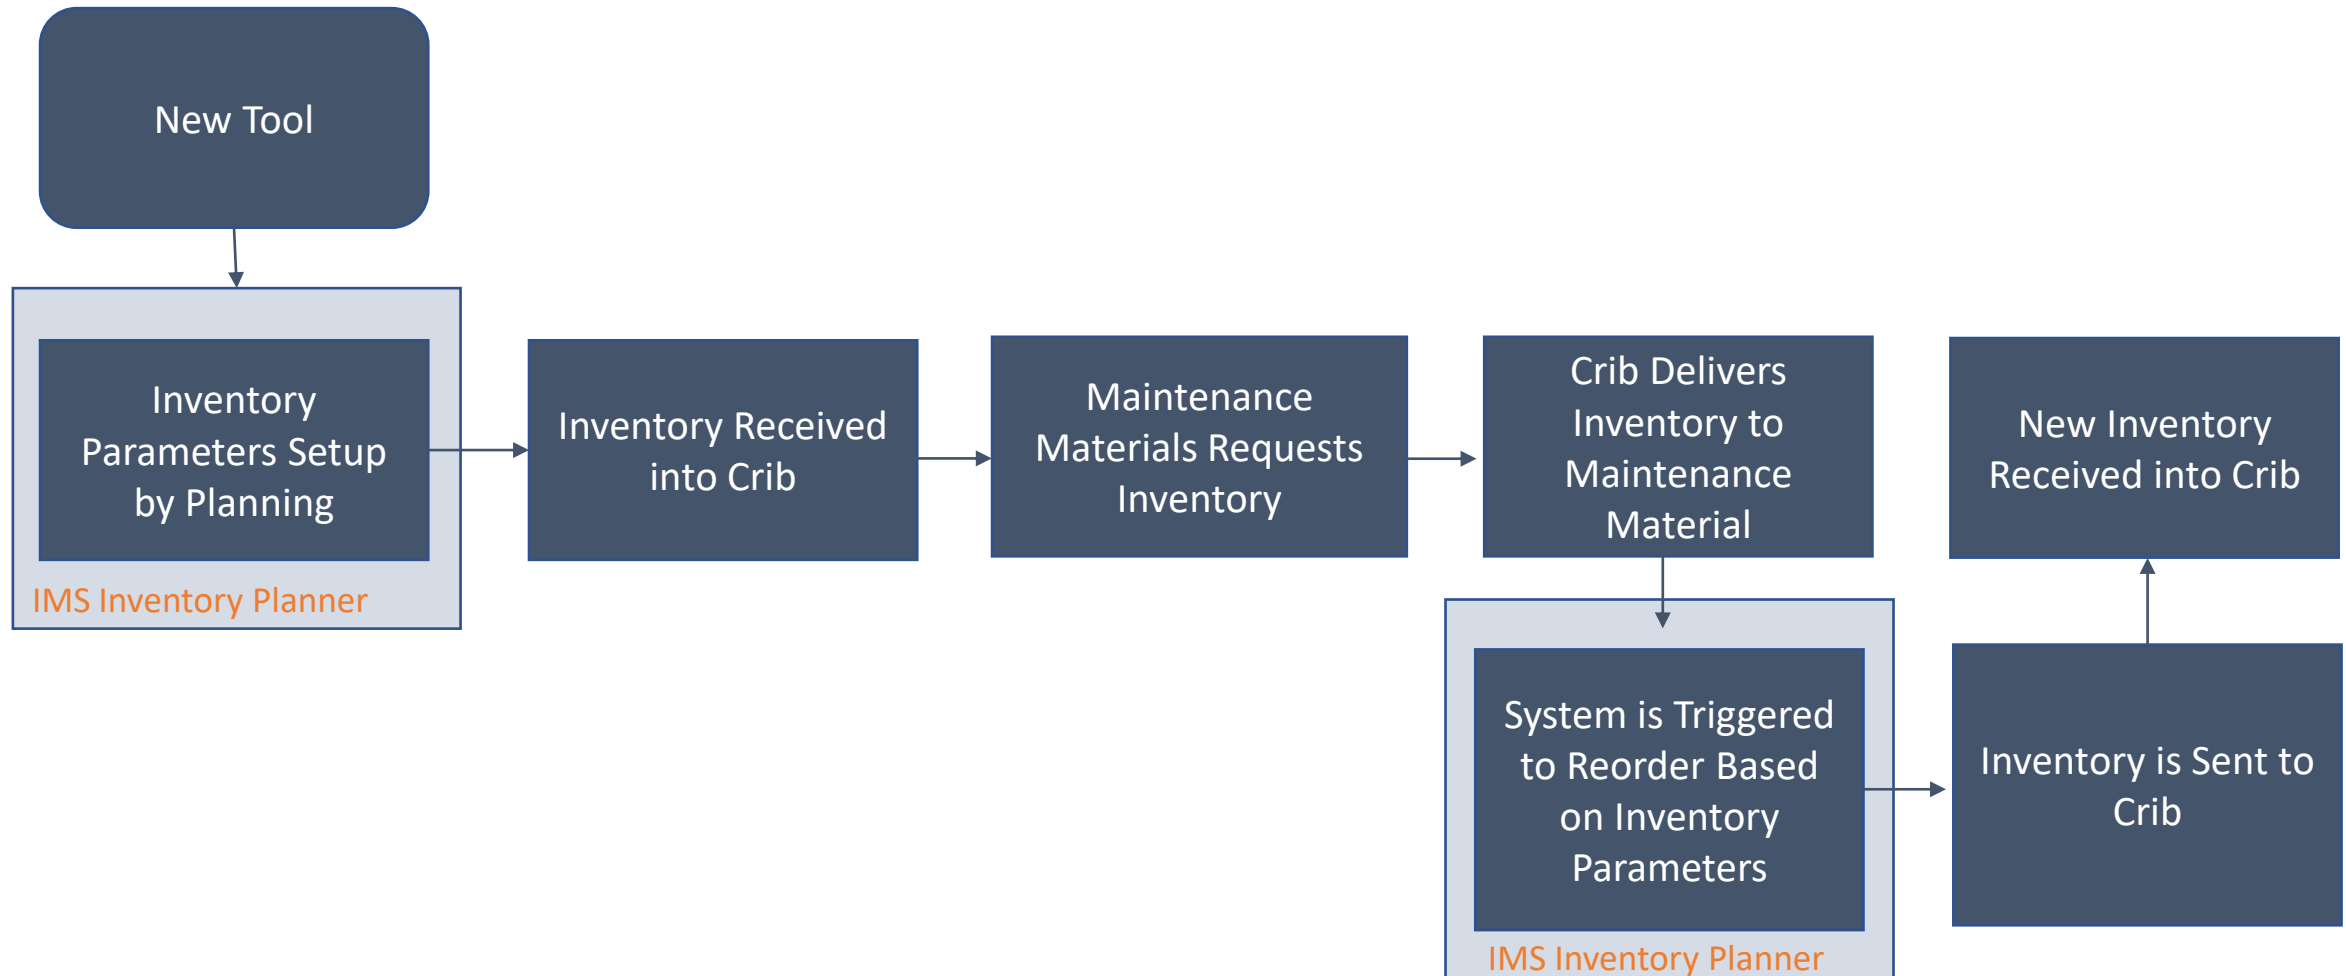 New Tool
Inventory
Parameters Setup
by Planning
IMS Inventory Planner
Inventory Received
into Crib
Maintenance
Materials Requests
Inventory
Crib Delivers
Inventory to
Maintenance
Material
System is Triggered
to Reorder Based
on Inventory
Parameters
IMS Inventory Planner
Inventory is Sent to
Crib
New Inventory
Received into Crib